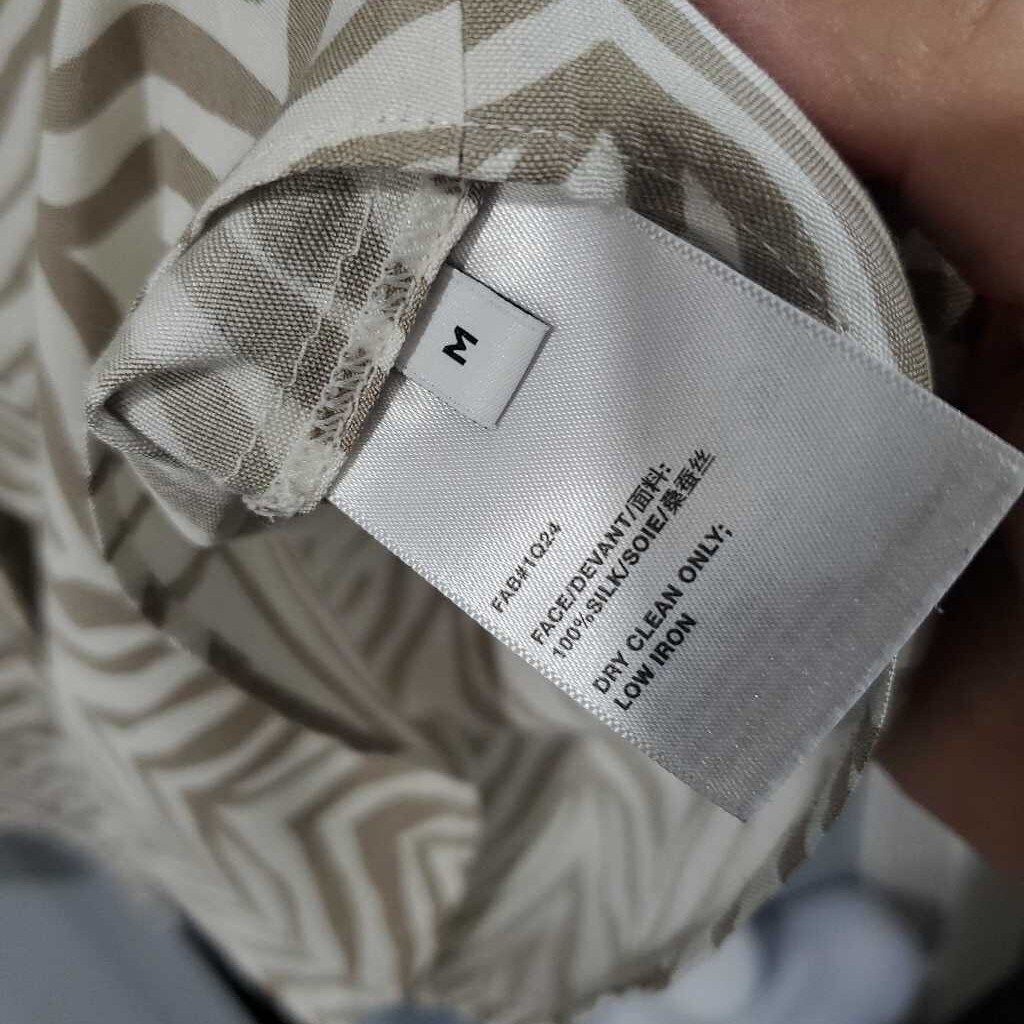 M
FAB#1Q24
FACE/DEVANT/面料:
100%SILK/SOIE/桑蚕丝
DRY CLEAN ONLY;
LOW IRON